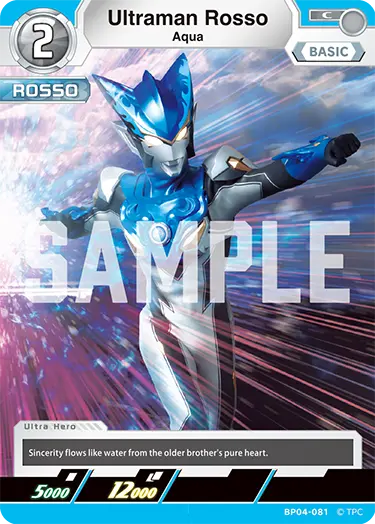 2
Ultraman Rosso
Aqua
C
BASIC
ROSSO
SAMPLE
Ultra Hero
Sincerity flows like water from the older brother's pure heart.
5000
12000
BP04-081 © TPC